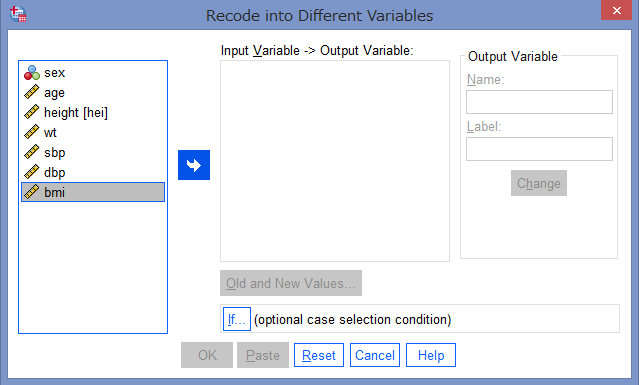 Recode into Different Variables
Input Variable -> Output Variable:
Output Variable
sex
age
height [hei]
wt
sbp
dbp
bmi
Name:
Label:
Change
Old and New Values...
If... (optional case selection condition)
OK Paste Reset Cancel Help